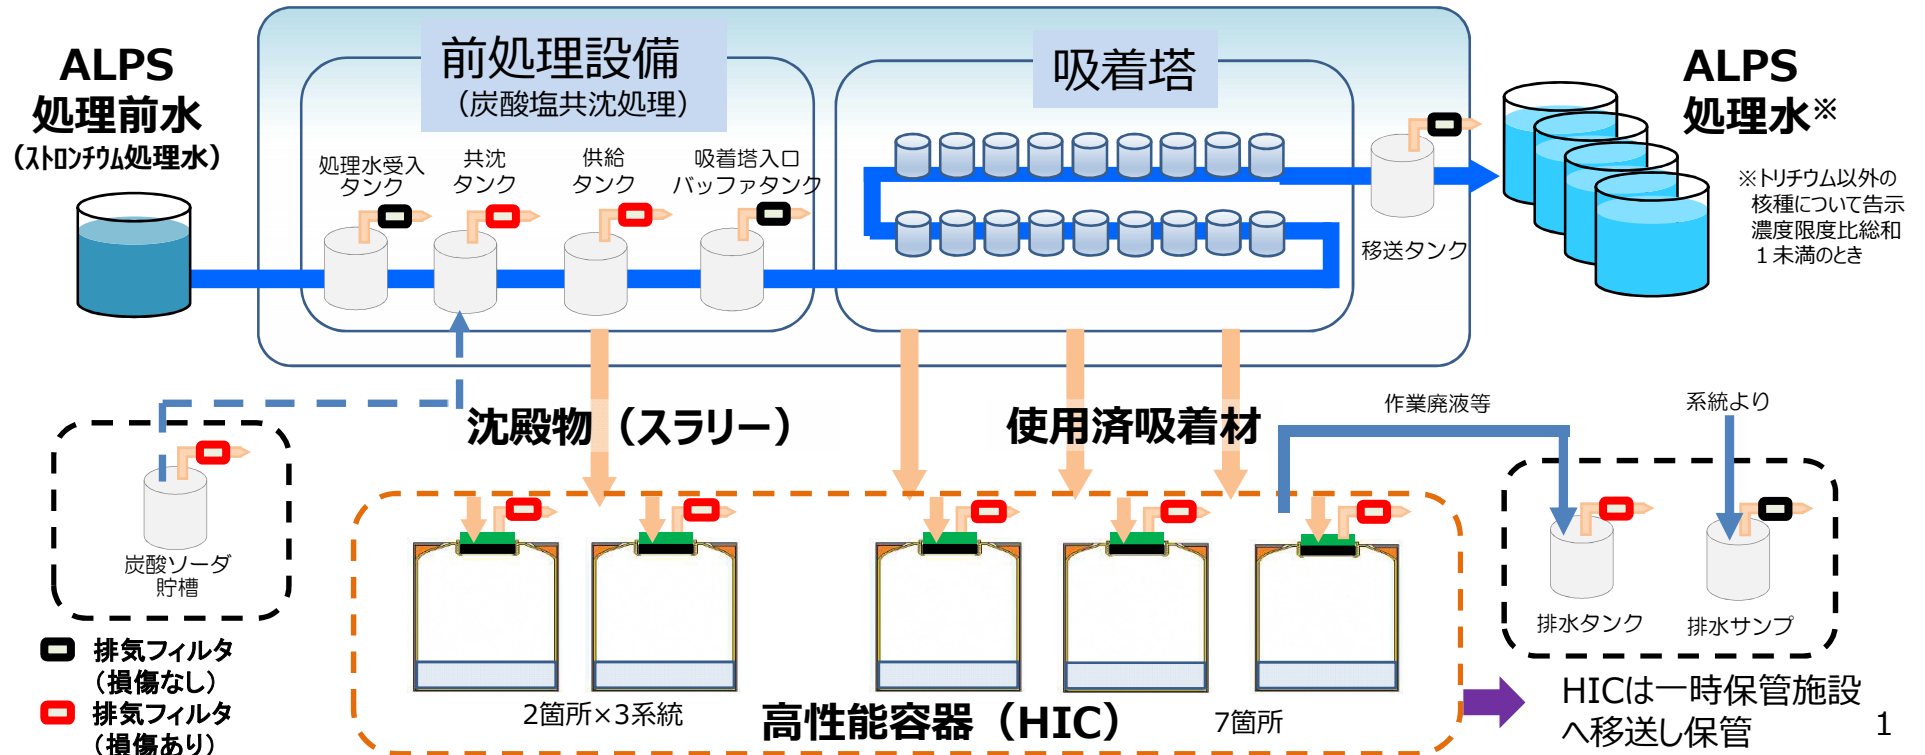 ALPS
処理前水
（ストロンチウム処理水）
前処理設備
（炭酸塩共沈処理）
吸着塔
ALPS
処理水※
処理水受入
タンク
共沈
タンク
供給
タンク
吸着塔入口
バッファタンク
移送タンク
※トリチウム以外の
核種について告示
濃度限度比総和
１未満のとき
沈殿物（スラリー）
使用済吸着材
作業廃液等
系統より
炭酸ソーダ
貯槽
排水タンク
排水サンプ
排気フィルタ
（損傷なし）
排気フィルタ
（損傷あり）
2箇所×3系統
高性能容器（HIC）
7箇所
HICは一時保管施設
へ移送し保管
1